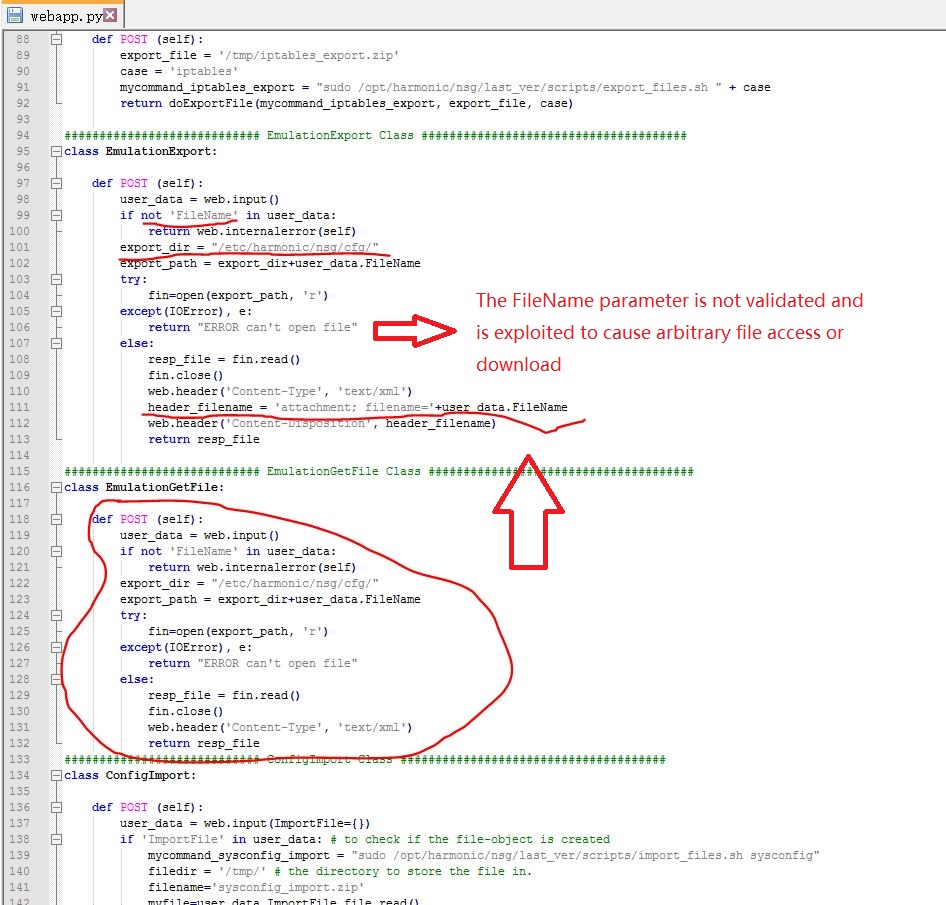 webapp.py
88 def POST (self):
89 export_file = '/tmp/iptables_export.zip'
90 case = 'iptables'
91 mycommand_iptables_export = "sudo /opt/harmonic/nsg/last_ver/scripts/export_files.sh " + case
92 return doExportFile(mycommand_iptables_export, export_file, case)
93
94 ########################### EmulationExport Class #####################################
95 class EmulationExport:
96
97 def POST (self):
98 user_data = web.input()
99 if not 'FileName' in user_data:
100 return web.internalerror(self)
101 export_dir = "/etc/harmonic/nsg/cfg/"
102 export_path = export_dir+user_data.FileName
103 try:
104 fin=open(export_path, 'r')
105 except(IOError), e:
106 return "ERROR can't open file"
107 else:
108 resp_file = fin.read()
109 fin.close()
110 web.header('Content-Type', 'text/xml')
111 header_filename = 'attachment; filename='+user_data.FileName
112 web.header('Content-Disposition', header_filename)
113 return resp_file
114
The FileName parameter is not validated and
is exploited to cause arbitrary file access or
download
115 ########################### EmulationGetFile Class #####################################
116 class EmulationGetFile:
117
118 def POST (self):
119 user_data = web.input()
120 if not 'FileName' in user_data:
121 return web.internalerror(self)
122 export_dir = "/etc/harmonic/nsg/cfg/"
123 export_path = export_dir+user_data.FileName
124 try:
125 fin=open(export_path, 'r')
126 except(IOError), e:
127 return "ERROR can't open file"
128 else:
129 resp_file = fin.read()
130 fin.close()
131 web.header('Content-Type', 'text/xml')
132 return resp_file
133 ########################### ConfigImport Class #####################################
134 class ConfigImport:
135
136 def POST (self):
137 user_data = web.input(ImportFile={})
138 if 'ImportFile' in user_data: # to check if the file-object is created
139 mycommand_sysconfig_import = "sudo /opt/harmonic/nsg/last_ver/scripts/import_files.sh sysconfig"
140 filedir = '/tmp/' # the directory to store the file in.
141 filename='sysconfig_import.zip'
142 myfile=user_data.ImportFile.file.read()